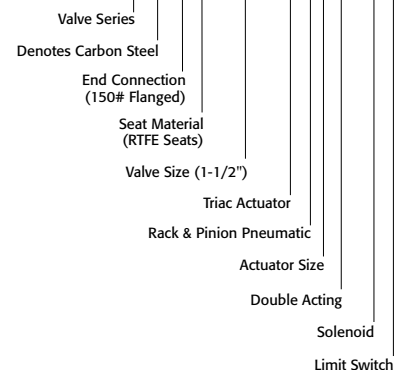 Valve Series
Denotes Carbon Steel
End Connection
(150# Flanged)
Seat Material
(RTFE Seats)
Valve Size (1-1/2")
Triac Actuator
Rack & Pinion Pneumatic
Actuator Size
Double Acting
Solenoid
Limit Switch